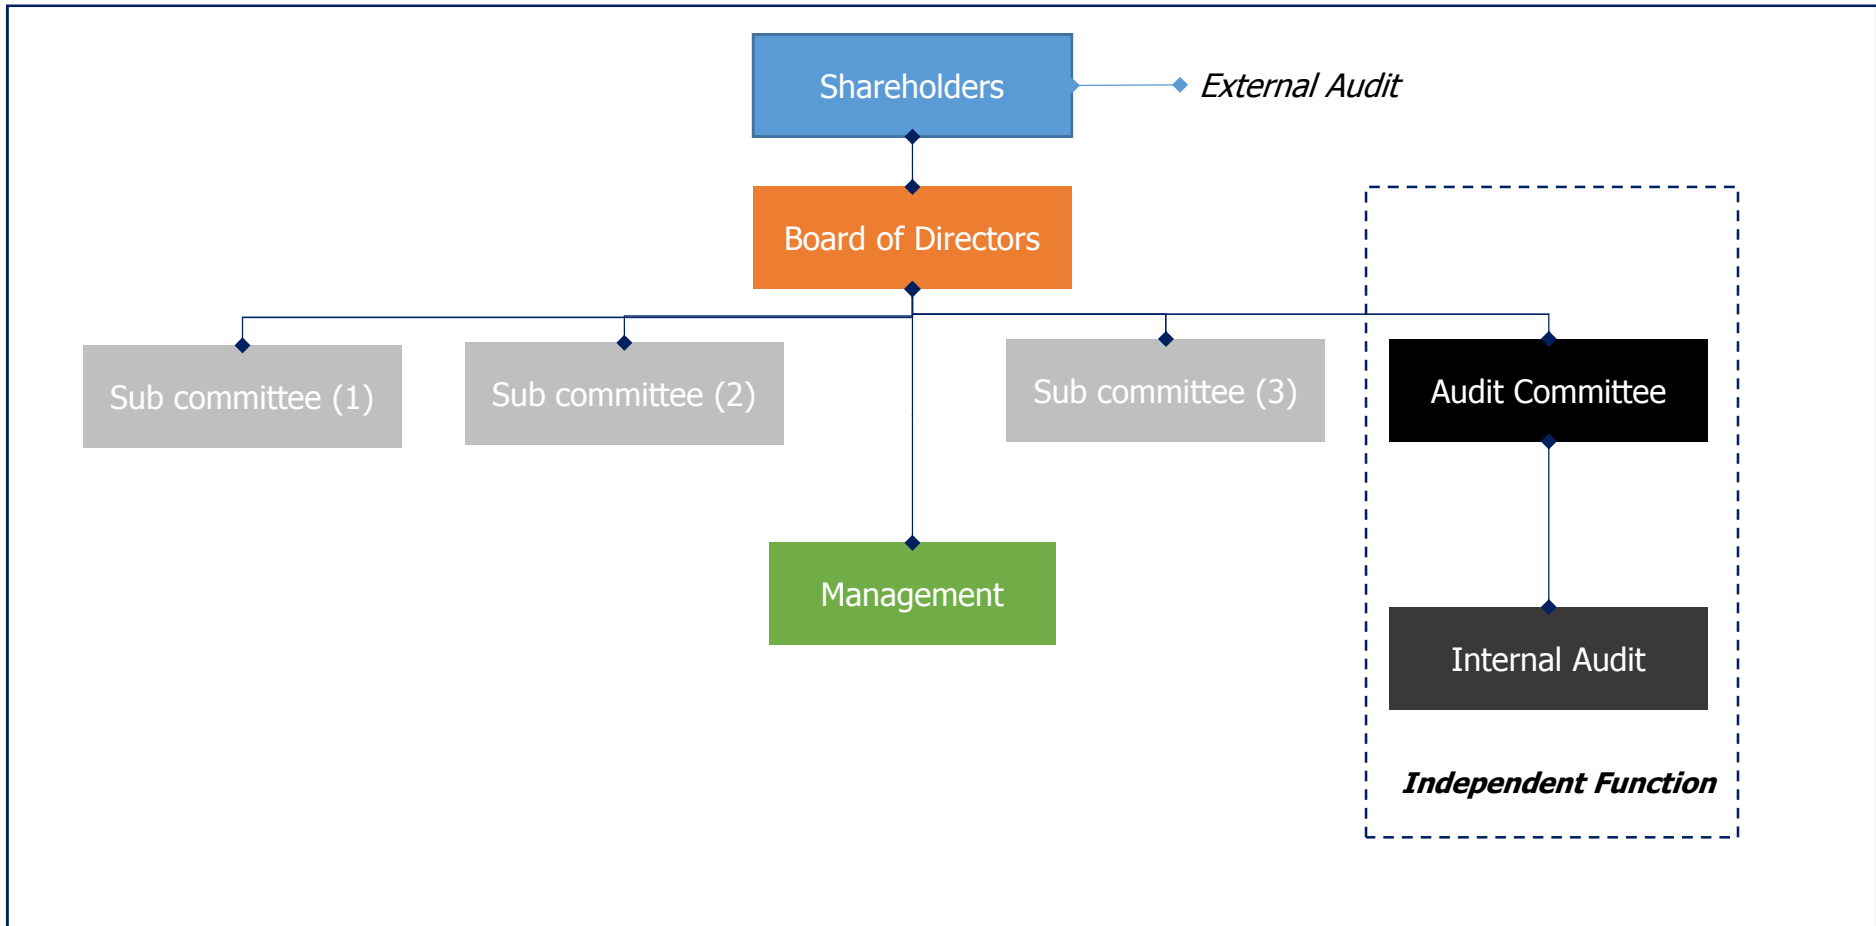 Shareholders
External Audit
Board of Directors
Sub committee (1)
Sub committee (2)
Sub committee (3)
Audit Committee
Management
Internal Audit
Independent Function